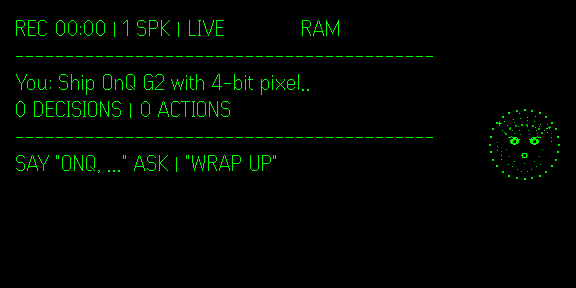 REC 00:00 | 1 SPK | LIVE RAM
--------------------------------------
You: Ship OnQ G2 with 4-bit pixel..
0 DECISIONS | 0 ACTIONS
--------------------------------------
SAY "ONQ, ..." ASK | "WRAP UP"